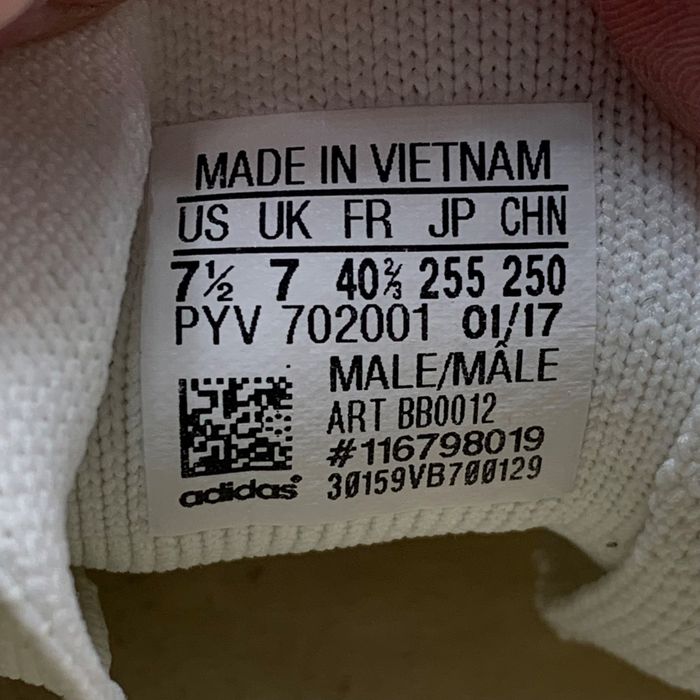 MADE IN VIETNAM
US UK FR JP CHN
7½ 7 40⅔ 255 250
PYV 702001 01/17
MALE/MÂLE
ART BB0012
#116798019
30159VB700129
adidas